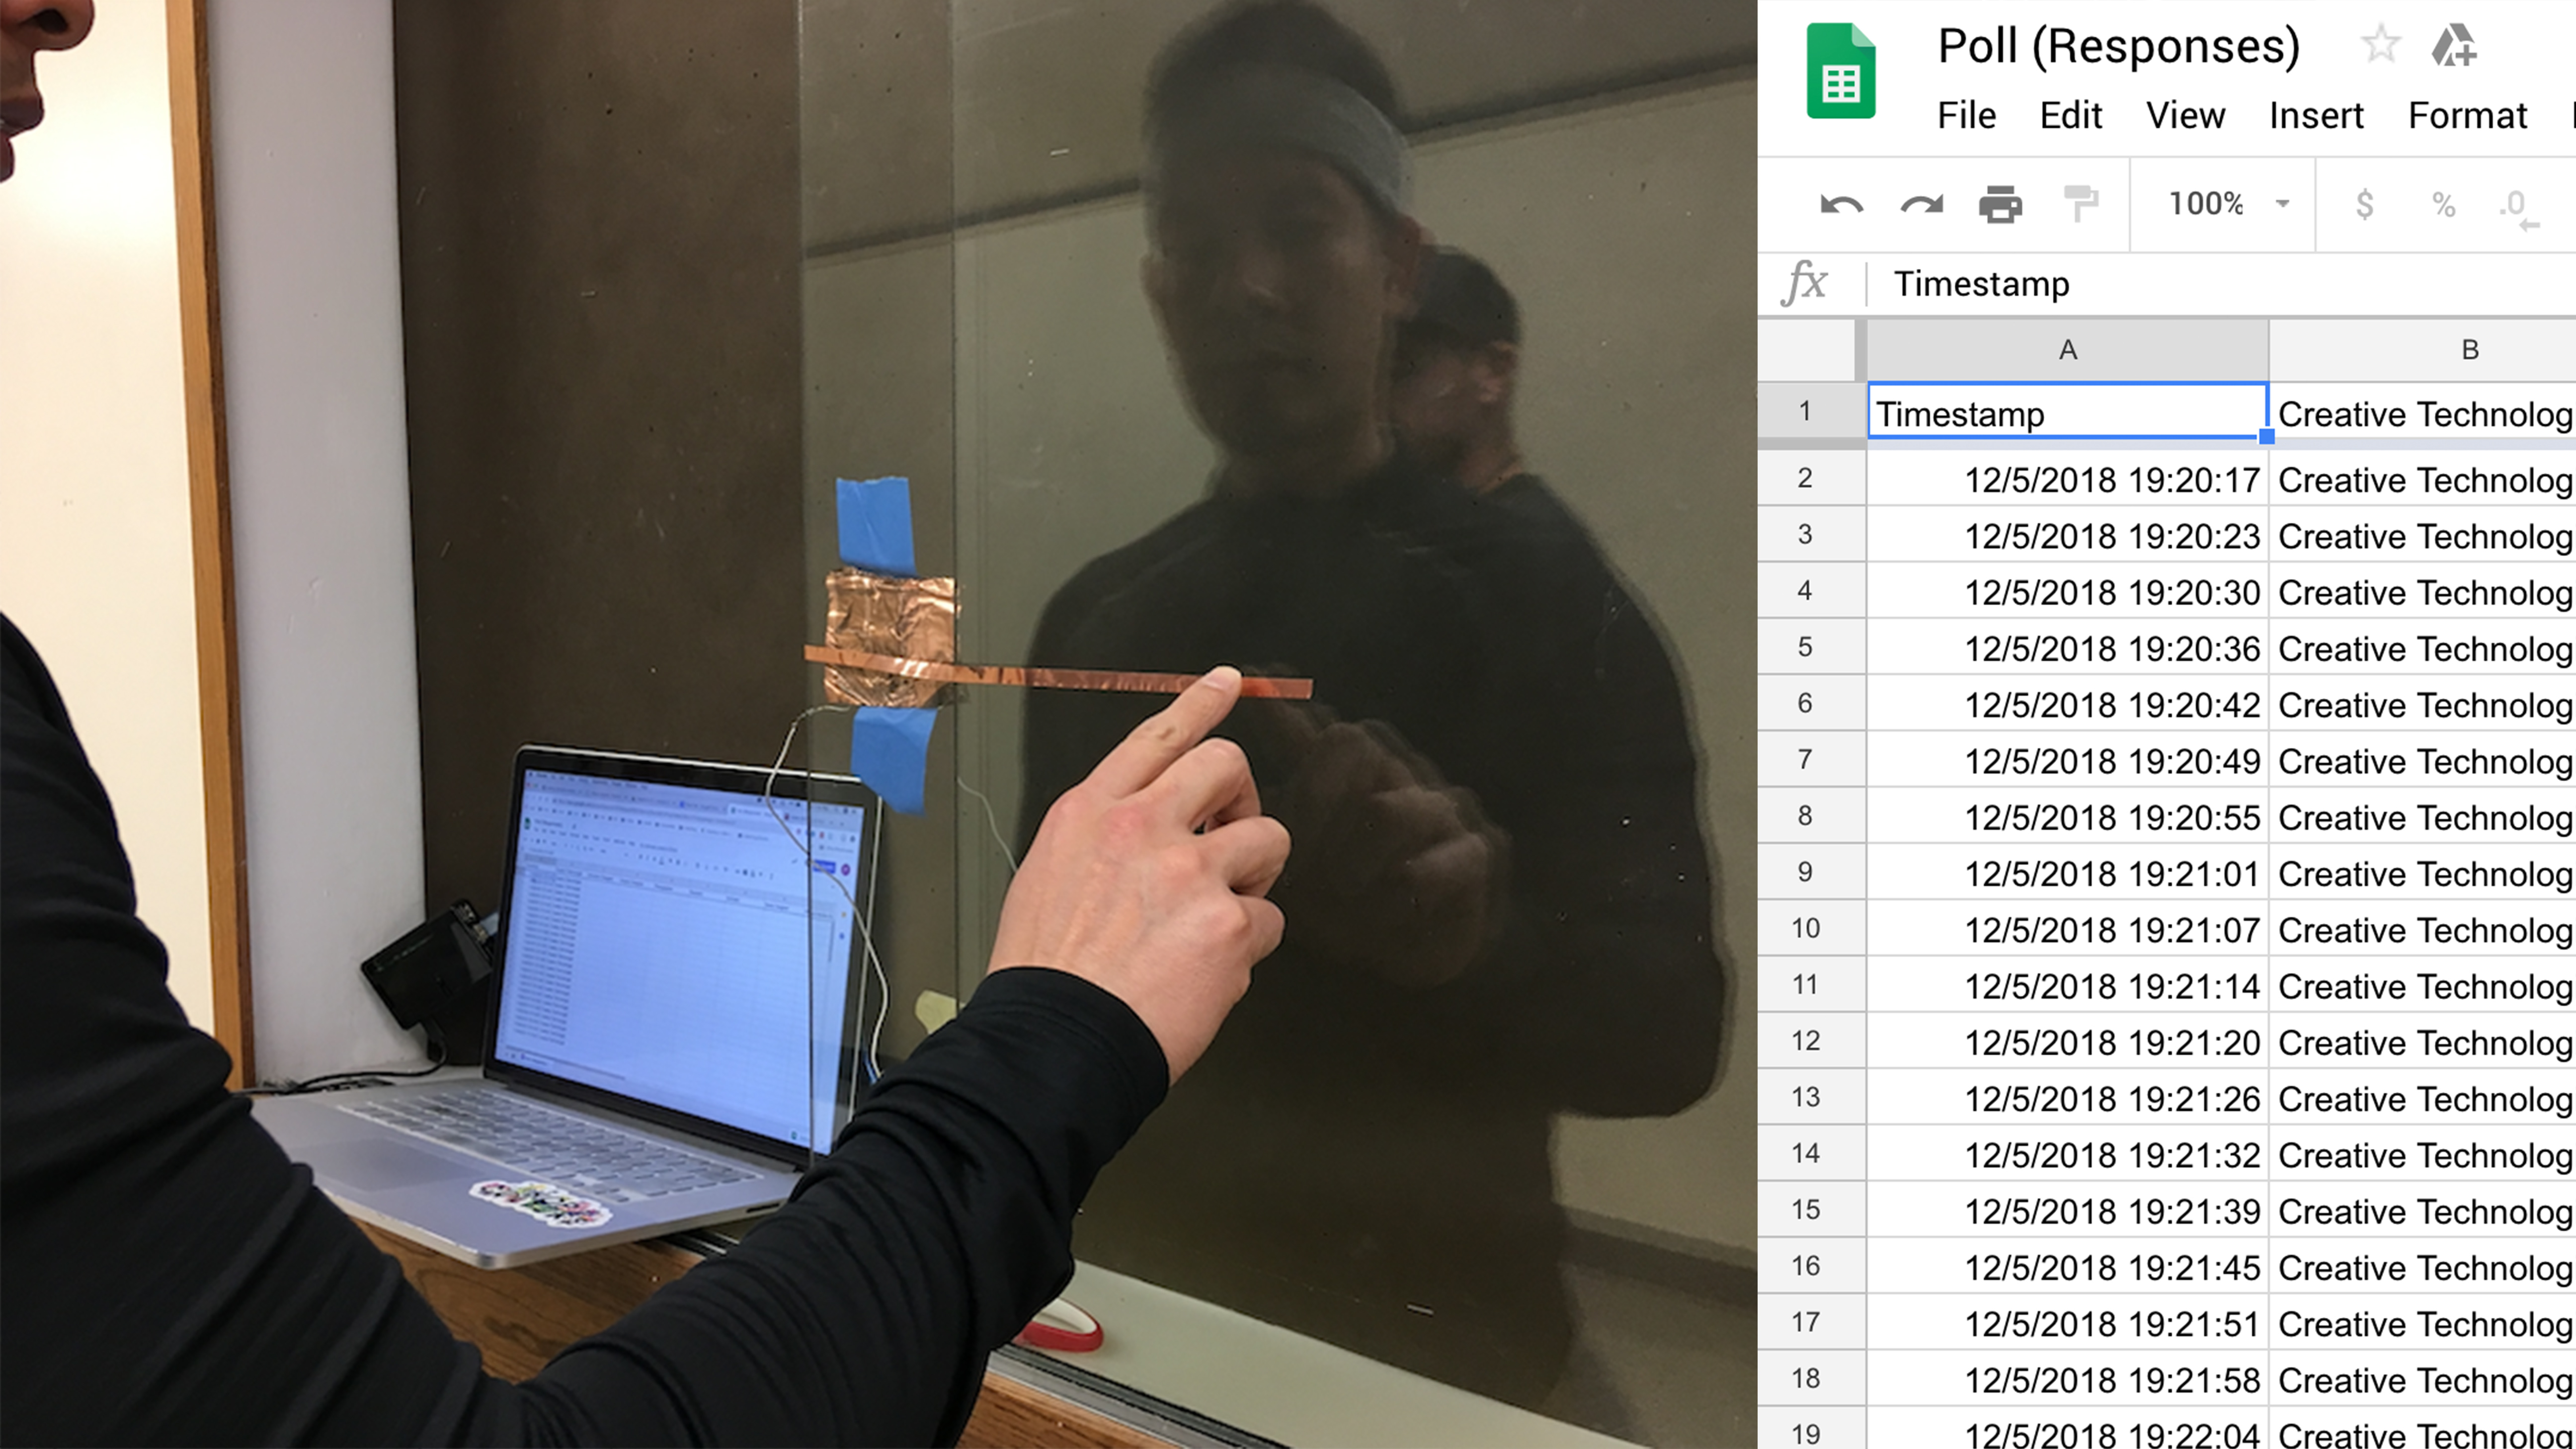 Poll (Responses)
File Edit View Insert Format
100% $ % .0
fx Timestamp
A B
1 Timestamp Creative Technolog
2 12/5/2018 19:20:17 Creative Technolog
3 12/5/2018 19:20:23 Creative Technolog
4 12/5/2018 19:20:30 Creative Technolog
5 12/5/2018 19:20:36 Creative Technolog
6 12/5/2018 19:20:42 Creative Technolog
7 12/5/2018 19:20:49 Creative Technolog
8 12/5/2018 19:20:55 Creative Technolog
9 12/5/2018 19:21:01 Creative Technolog
10 12/5/2018 19:21:07 Creative Technolog
11 12/5/2018 19:21:14 Creative Technolog
12 12/5/2018 19:21:20 Creative Technolog
13 12/5/2018 19:21:26 Creative Technolog
14 12/5/2018 19:21:32 Creative Technolog
15 12/5/2018 19:21:39 Creative Technolog
16 12/5/2018 19:21:45 Creative Technolog
17 12/5/2018 19:21:51 Creative Technolog
18 12/5/2018 19:21:58 Creative Technolog
19 12/5/2018 19:22:04 Creative Technolog